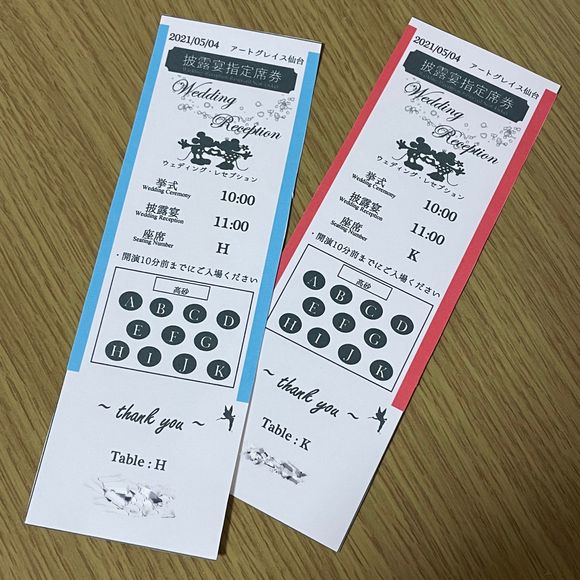 2021/05/04 アートグレイス仙台
披露宴指定席券
Wedding
Reception
ウェディング・レセプション
挙式 10:00
Wedding Ceremony
披露宴 11:00
Wedding Reception
座席 H
Seating Number
・開演10分前までにご入場ください
高砂
A B C D
E F G
H I J K
~ thank you ~
Table : H
2021/05/04 アートグレイス仙台
披露宴指定席券
Wedding
Reception
ウェディング・レセプション
挙式 10:00
Wedding Ceremony
披露宴 11:00
Wedding Reception
座席 K
Seating Number
・開演10分前までにご入場ください
高砂
A B C D
E F G
H I J K
~ thank you ~
Table : K